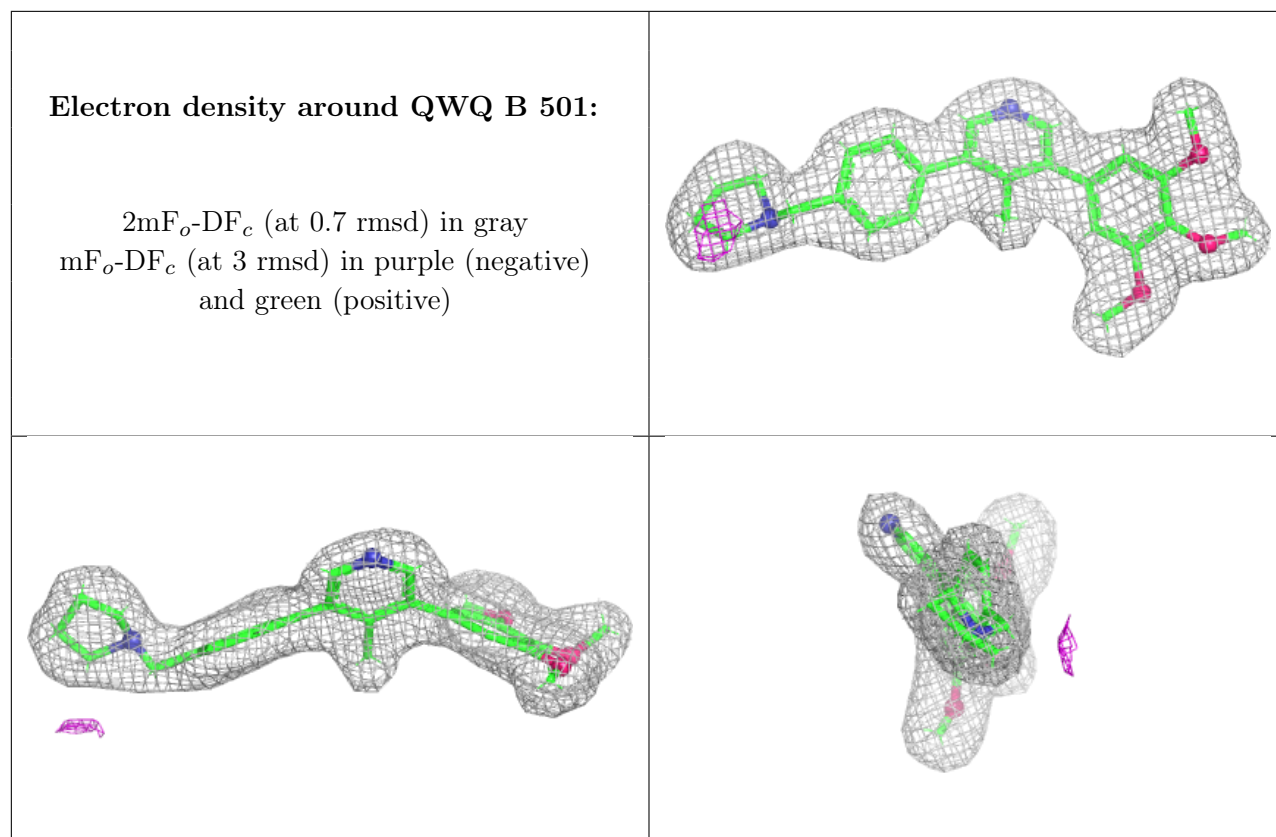 Electron density around QWQ B 501:
2mFo-DFc (at 0.7 rmsd) in gray
mFo-DFc (at 3 rmsd) in purple (negative)
and green (positive)